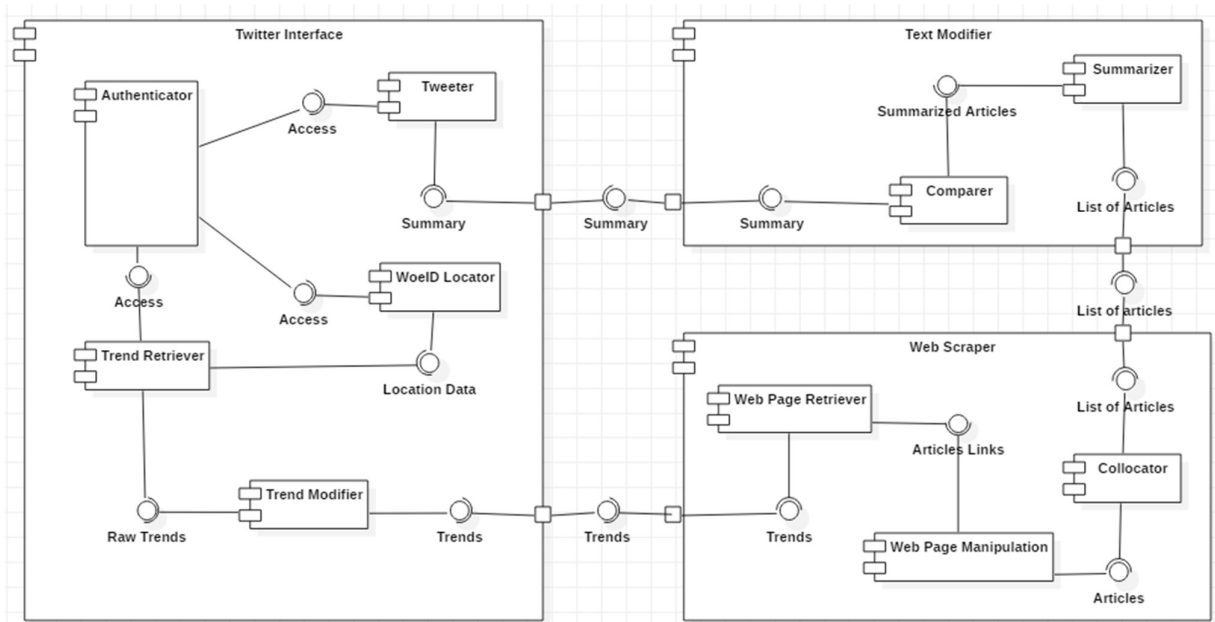 Twitter Interface
Authenticator
Access
Tweeter
Summary
Access
WoeID Locator
Access
Trend Retriever
Location Data
Raw Trends
Trend Modifier
Trends
Summary
Trends
Text Modifier
Summarizer
Summarized Articles
Comparer
Summary
List of Articles
List of articles
Web Scraper
List of Articles
Web Page Retriever
Articles Links
Collocator
Trends
Web Page Manipulation
Articles